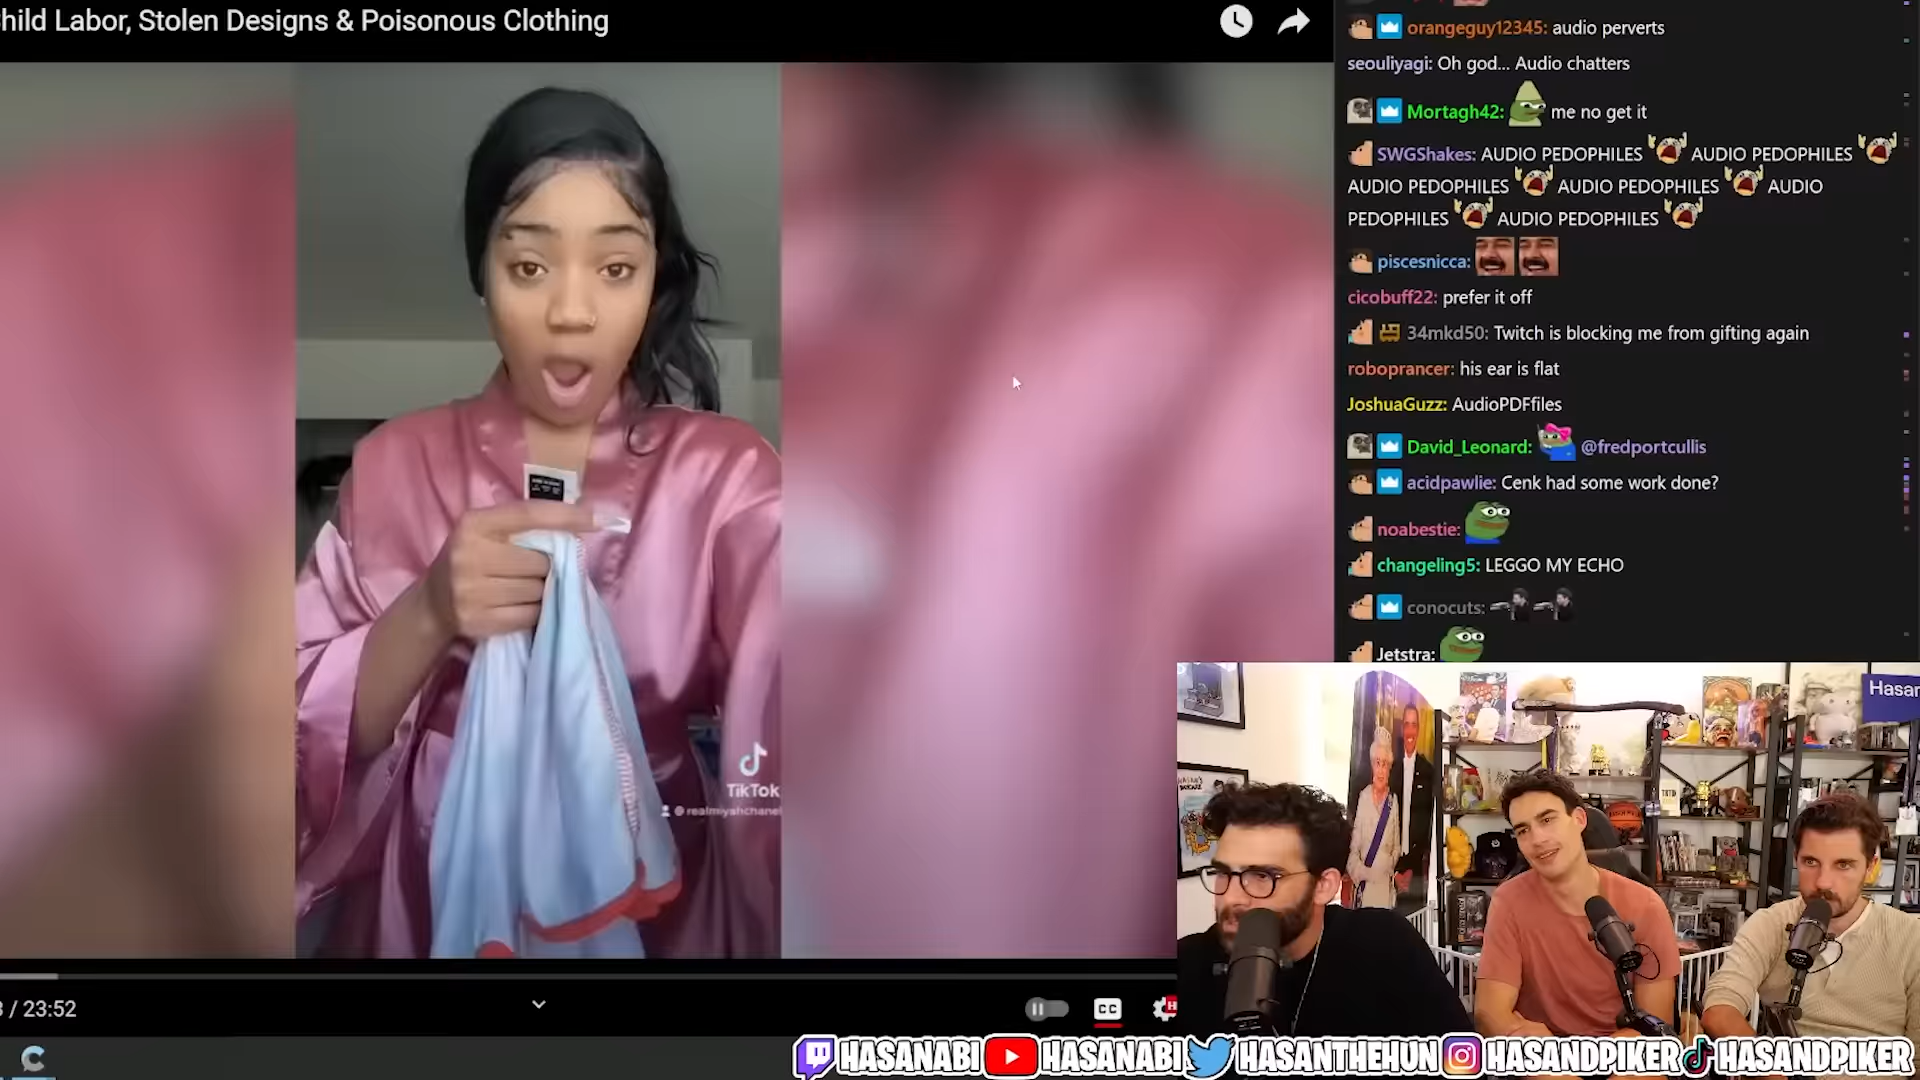 hild Labor, Stolen Designs & Poisonous Clothing
orangeguy12345: audio perverts
seouliyagi: Oh god... Audio chatters
Mortagh42: me no get it
SWGShakes: AUDIO PEDOPHILES AUDIO PEDOPHILES
AUDIO PEDOPHILES AUDIO PEDOPHILES AUDIO
PEDOPHILES AUDIO PEDOPHILES
piscesnicca:
cicobuff22: prefer it off
34mkd50: Twitch is blocking me from gifting again
roboprancer: his ear is flat
JoshuaGuzz: AudioPDFfiles
David_Leonard: @fredportcullis
acidpawlie: Cenk had some work done?
noabestie:
changeling5: LEGGO MY ECHO
conocuts:
Jetstra:
TikTok
@realmiyahchanel
Hasan
/ 23:52
CC
HASANABI HASANABI HASANTHEHUN HASANDPIKER HASANDPIKER